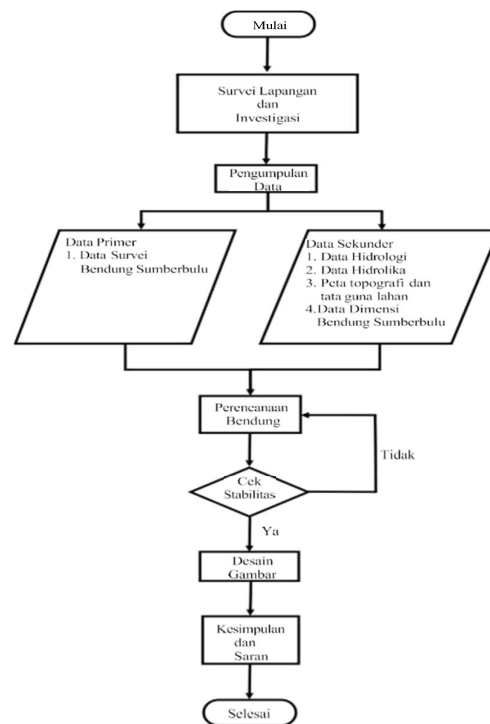 Mulai
Survei Lapangan
dan
Investigasi
Pengumpulan
Data
Data Primer
1. Data Survei
Bendung Sumberbulu
Data Sekunder
1. Data Hidrologi
2. Data Hidrolika
3. Peta topografi dan
tata guna lahan
4.Data Dimensi
Bendung Sumberbulu
Perencanaan
Bendung
Tidak
Cek
Stabilitas
Ya
Desain
Gambar
Kesimpulan
dan
Saran
Selesai